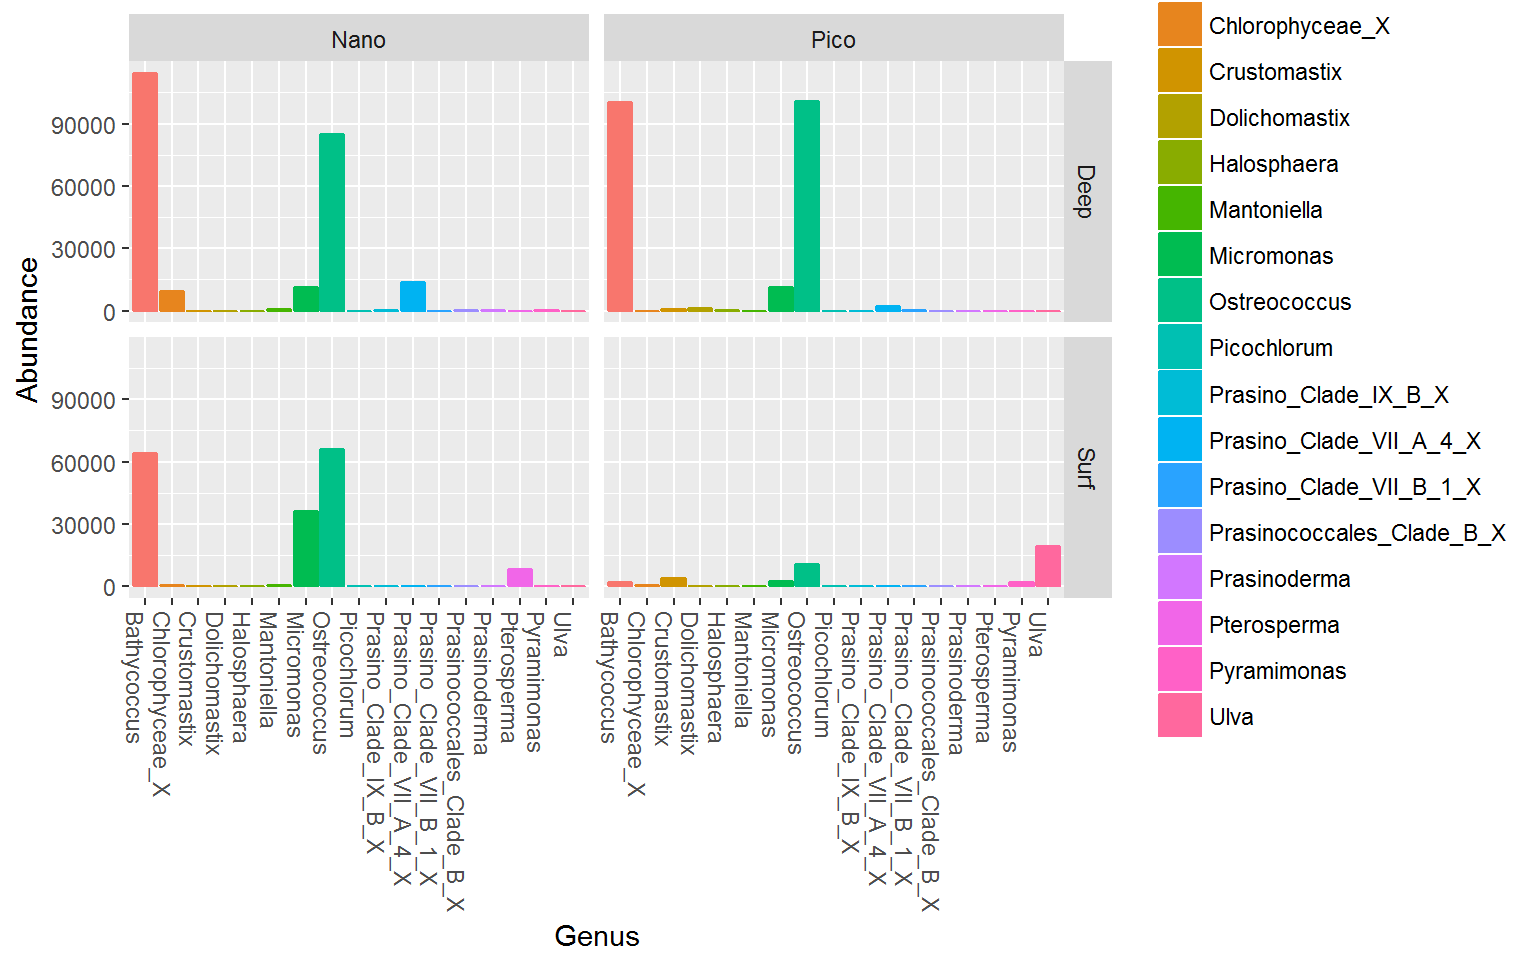 Nano
Pico
Deep
Surf
Abundance
90000
60000
30000
0
90000
60000
30000
0
Bathycoccus
Chlorophyceae_X
Crustomastix
Dolichomastix
Halosphaera
Mantoniella
Micromonas
Ostreococcus
Picochlorum
Prasino_Clade_IX_B_X
Prasino_Clade_VII_A_4_X
Prasino_Clade_VII_B_1_X
Prasinococcales_Clade_B_X
Prasinoderma
Pterosperma
Pyramimonas
Ulva
Bathycoccus
Chlorophyceae_X
Crustomastix
Dolichomastix
Halosphaera
Mantoniella
Micromonas
Ostreococcus
Picochlorum
Prasino_Clade_IX_B_X
Prasino_Clade_VII_A_4_X
Prasino_Clade_VII_B_1_X
Prasinococcales_Clade_B_X
Prasinoderma
Pterosperma
Pyramimonas
Ulva
Genus
Chlorophyceae_X
Crustomastix
Dolichomastix
Halosphaera
Mantoniella
Micromonas
Ostreococcus
Picochlorum
Prasino_Clade_IX_B_X
Prasino_Clade_VII_A_4_X
Prasino_Clade_VII_B_1_X
Prasinococcales_Clade_B_X
Prasinoderma
Pterosperma
Pyramimonas
Ulva